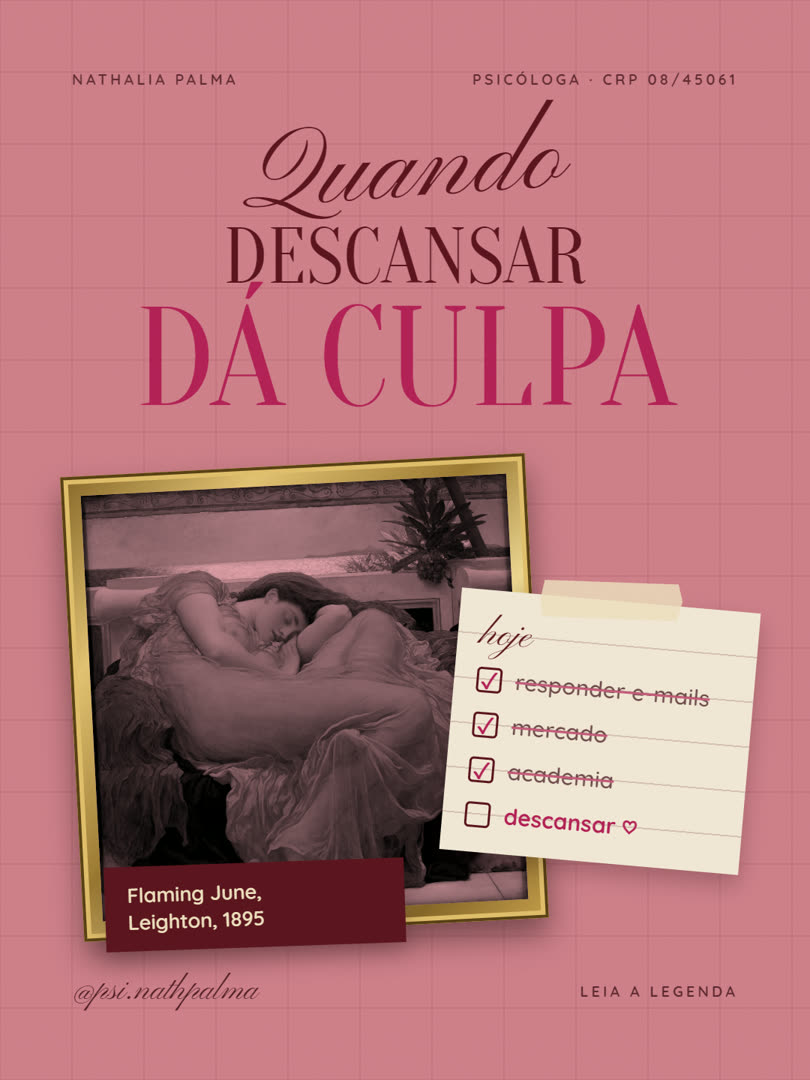 NATHALIA PALMA
PSICÓLOGA · CRP 08/45061
Quando
DESCANSAR
DÁ CULPA
hoje
responder e-mails
mercado
academia
descansar ♡
Flaming June,
Leighton, 1895
@psi.nathpalma
LEIA A LEGENDA